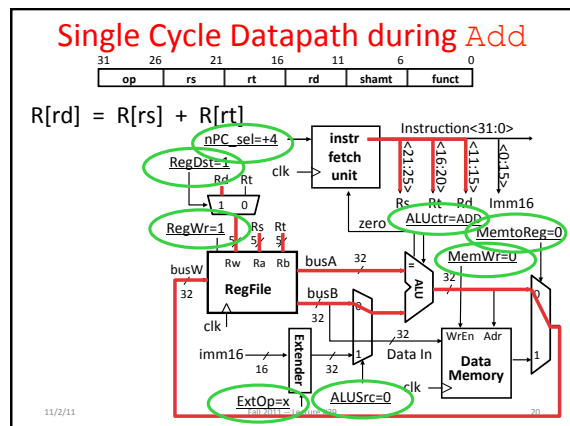 Single Cycle Datapath during Add
31 26 21 16 11 6 0
op rs rt rd shamt funct
R[rd] = R[rs] + R[rt]
nPC_sel=+4
instr
fetch
unit
clk
Instruction<31:0>
<21:25>
<16:20>
<11:15>
<0:15>
Rs Rt Rd Imm16
RegDst=1
Rd Rt
1 0
zero
ALUctr=ADD
MemtoReg=0
RegWr=1
Rs Rt
5 5 5
MemWr=0
Rw Ra Rb
RegFile
busW
32
clk
busA
32
busB
32
=
ALU
32
0
1
0
1
32
WrEn Adr
Data
Memory
Data In
clk
imm16
16
Extender
32
ExtOp=x
ALUSrc=0
11/2/11
20